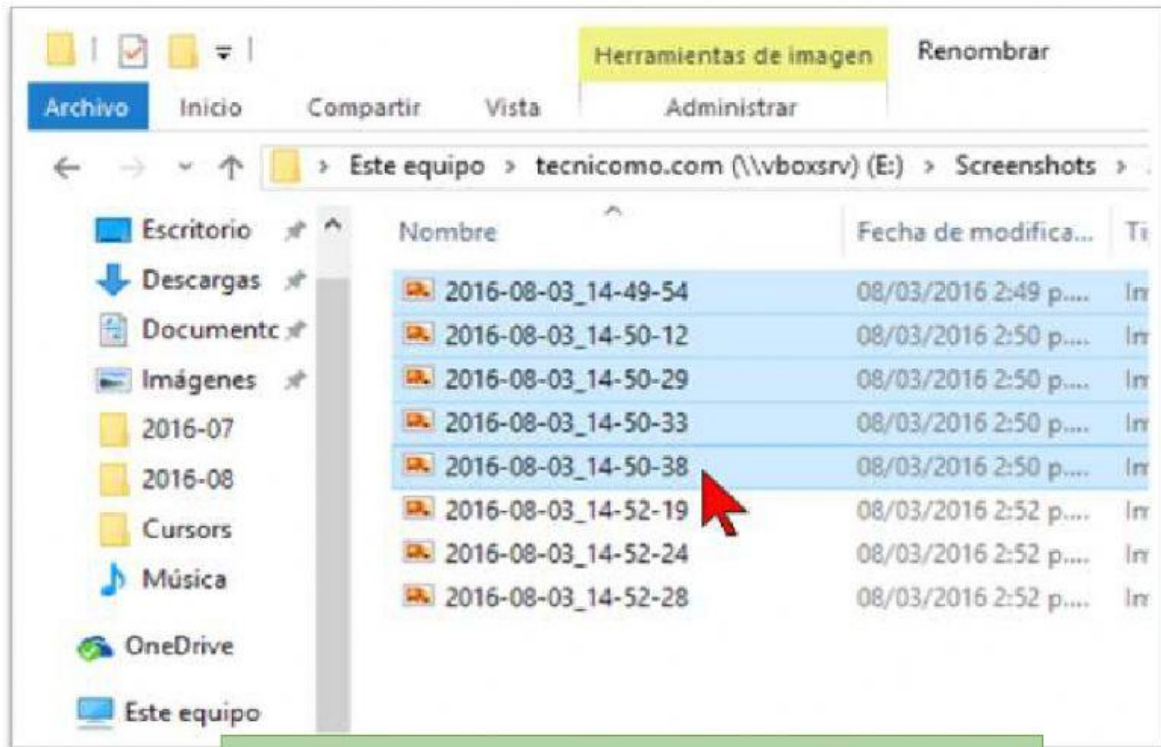 Herramientas de imagen Renombrar
Archivo Inicio Compartir Vista Administrar
Este equipo > tecnicomo.com (\\vboxsrv) (E:) > Screenshots >
Escritorio
Descargas
Documentc
Imágenes
2016-07
2016-08
Cursors
Música
OneDrive
Este equipo
Nombre Fecha de modifica...
2016-08-03_14-49-54 08/03/2016 2:49 p....
2016-08-03_14-50-12 08/03/2016 2:50 p....
2016-08-03_14-50-29 08/03/2016 2:50 p....
2016-08-03_14-50-33 08/03/2016 2:50 p....
2016-08-03_14-50-38 08/03/2016 2:50 p....
2016-08-03_14-52-19 08/03/2016 2:52 p....
2016-08-03_14-52-24 08/03/2016 2:52 p....
2016-08-03_14-52-28 08/03/2016 2:52 p....